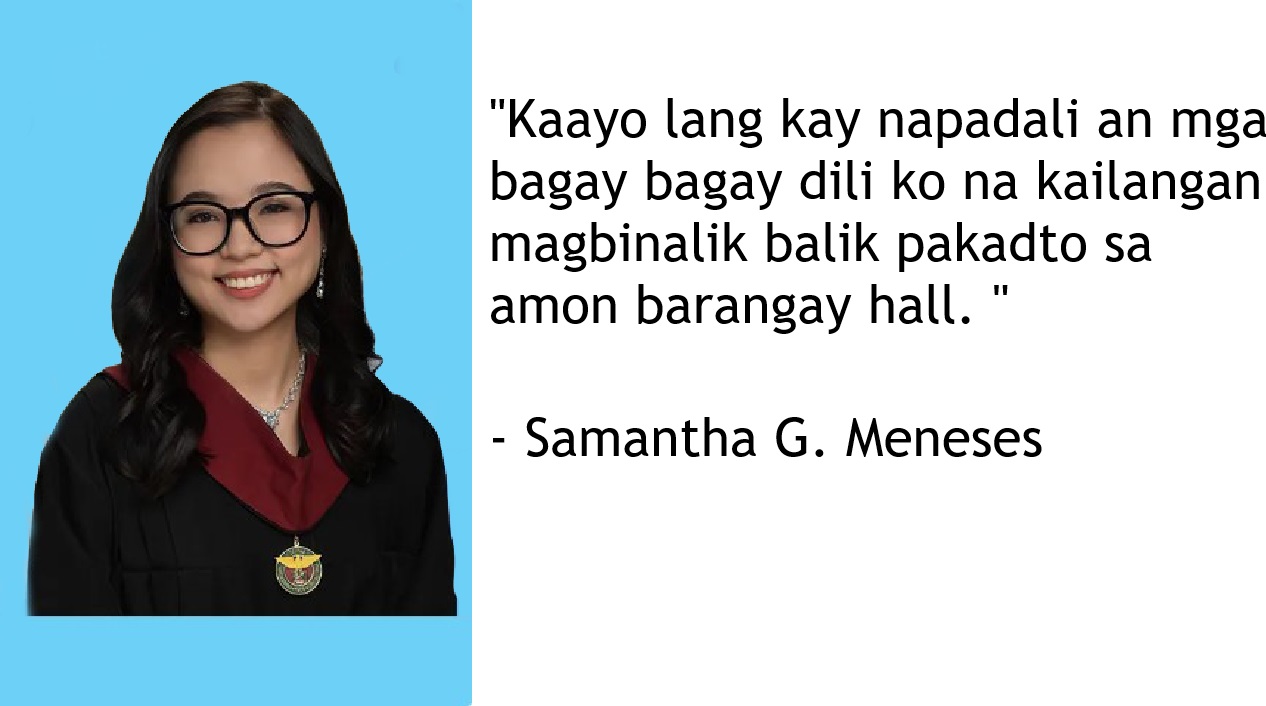 "Kaayo lang kay napadali an mga
bagay bagay dili ko na kailangan
magbinalik balik pakadto sa
amon barangay hall. "
- Samantha G. Meneses